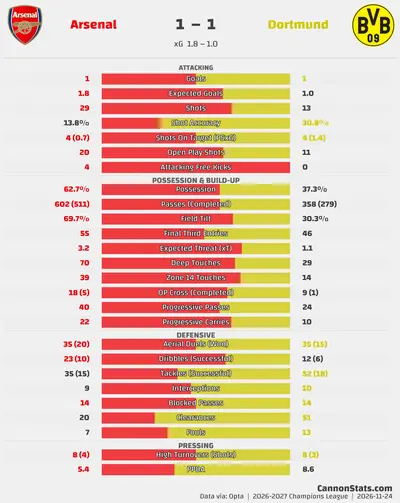 Arsenal
Arsenal 1 – 1 Dortmund
BVB
09
xG 1.8 – 1.0
ATTACKING
1 Goals 1
1.8 Expected Goals 1.0
29 Shots 13
13.8% Shot Accuracy 30.8%
4 (0.7) Shots On Target (PSxG) 4 (1.4)
20 Open Play Shots 11
4 Attacking Free Kicks 0
POSSESSION & BUILD-UP
62.7% Possession 37.3%
602 (511) Passes (Completed) 358 (279)
69.7% Field Tilt 30.3%
55 Final Third Entries 46
3.2 Expected Threat (xT) 1.1
70 Deep Touches 29
39 Zone 14 Touches 14
18 (5) OP Cross (Completed) 9 (1)
40 Progressive Passes 24
22 Progressive Carries 10
DEFENSIVE
35 (20) Aerial Duels (Won) 35 (15)
23 (10) Dribbles (Successful) 12 (6)
35 (15) Tackles (Successful) 52 (18)
9 Interceptions 10
14 Blocked Passes 14
20 Clearances 51
7 Fouls 13
PRESSING
8 (4) High Turnovers (Shots) 8 (3)
5.4 PPDA 8.6
CannonStats.com
Data via: Opta | 2026-2027 Champions League | 2026-11-24